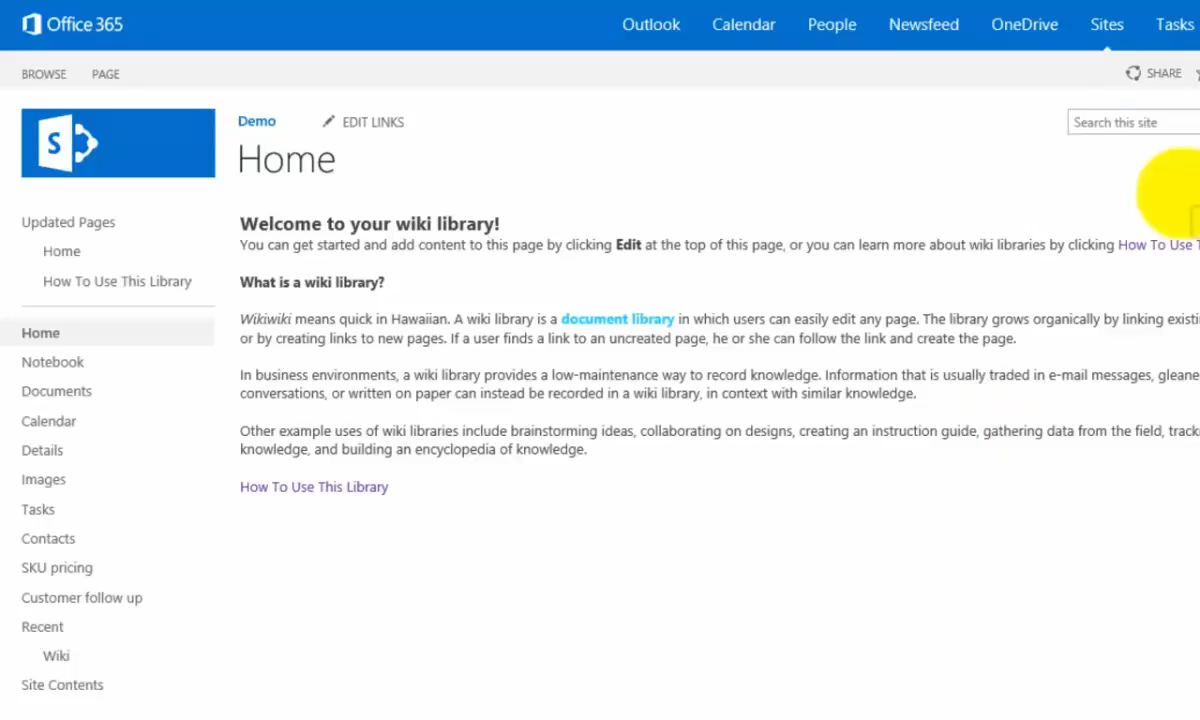 Office 365
Outlook Calendar People Newsfeed OneDrive Sites Tasks
BROWSE PAGE SHARE
S
Demo EDIT LINKS
Search this site
Home
Updated Pages
Home
How To Use This Library
Home
Notebook
Documents
Calendar
Details
Images
Tasks
Contacts
SKU pricing
Customer follow up
Recent
Wiki
Site Contents
Welcome to your wiki library!
You can get started and add content to this page by clicking Edit at the top of this page, or you can learn more about wiki libraries by clicking How To Use
What is a wiki library?
Wikiwiki means quick in Hawaiian. A wiki library is a document library in which users can easily edit any page. The library grows organically by linking
or by creating links to new pages. If a user finds a link to an uncreated page, he or she can follow the link and create the page.
In business environments, a wiki library provides a low-maintenance way to record knowledge. Information that is usually traded in e-mail messages,
conversations, or written on paper can instead be recorded in a wiki library, in context with similar knowledge.
Other example uses of wiki libraries include brainstorming ideas, collaborating on designs, creating an instruction guide, gathering data from the field,
knowledge, and building an encyclopedia of knowledge.
How To Use This Library